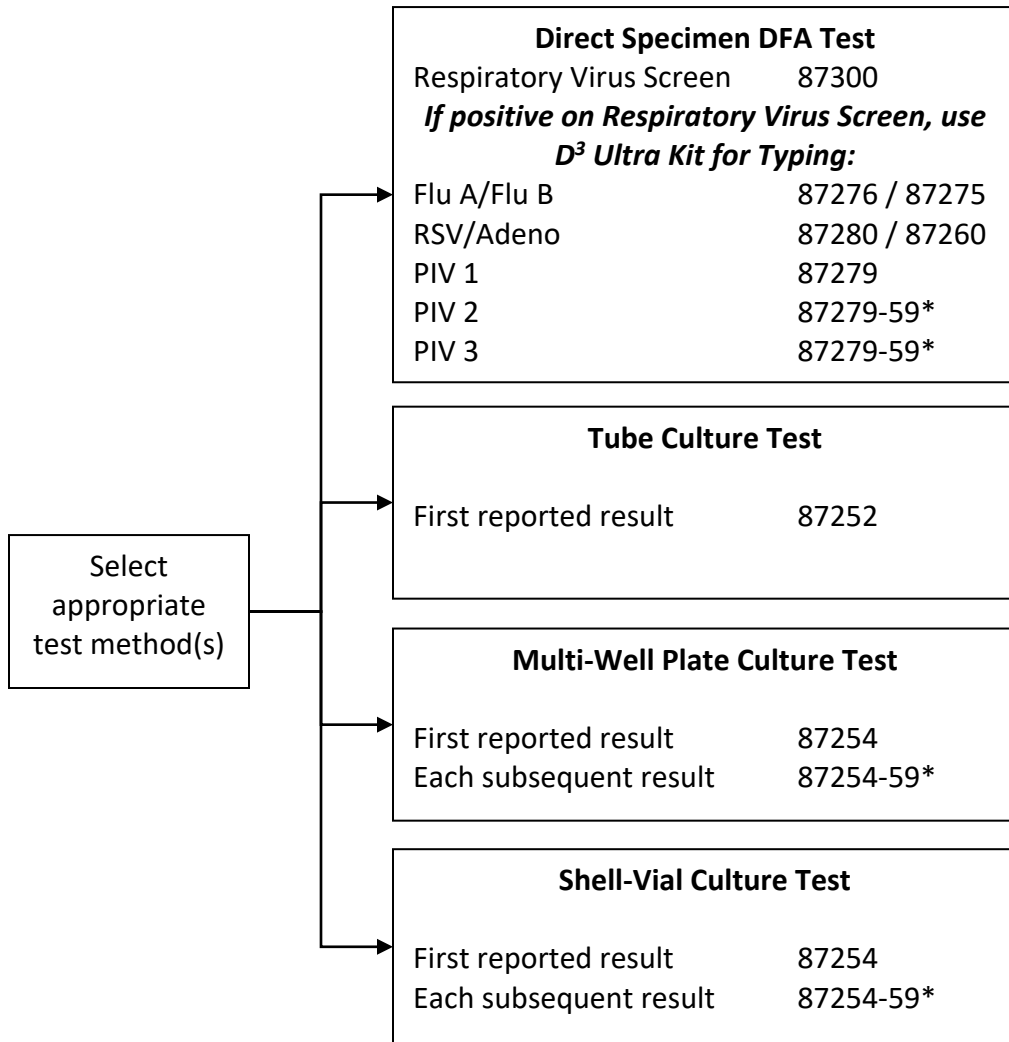 Direct Specimen DFA Test
Respiratory Virus Screen 87300
If positive on Respiratory Virus Screen, use
D³ Ultra Kit for Typing:
Flu A/Flu B 87276 / 87275
RSV/Adeno 87280 / 87260
PIV 1 87279
PIV 2 87279-59*
PIV 3 87279-59*
Tube Culture Test
First reported result 87252
Select
appropriate
test method(s)
Multi-Well Plate Culture Test
First reported result 87254
Each subsequent result 87254-59*
Shell-Vial Culture Test
First reported result 87254
Each subsequent result 87254-59*